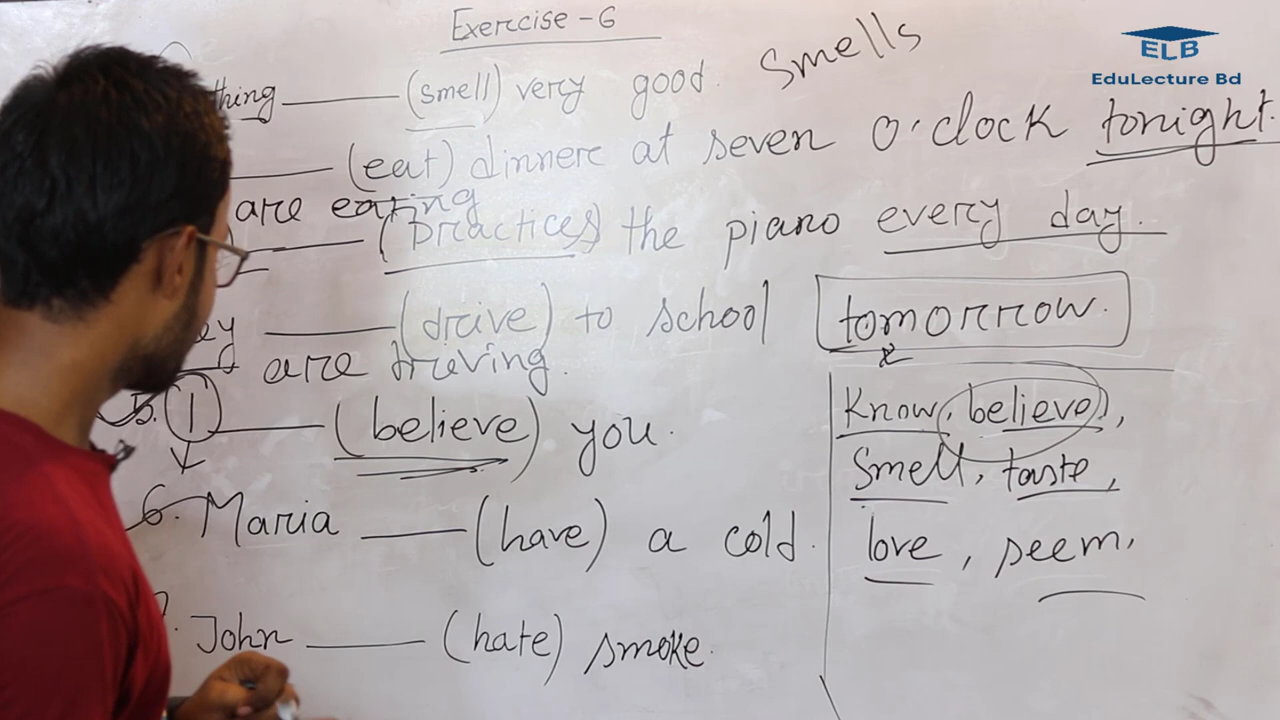 Exercise - 6
ELB
EduLecture Bd
thing ______ (smell) very good. smells
______ (eat) dinner at seven o'clock tonight.
are eating
______ (practices) the piano every day.
ey ______ (drive) to school tomorrow.
are driving.
5. I ______ (believe) you.
6. Maria ______ (have) a cold.
John ______ (hate) smoke.
Know, believe,
Smell, taste,
love, seem,